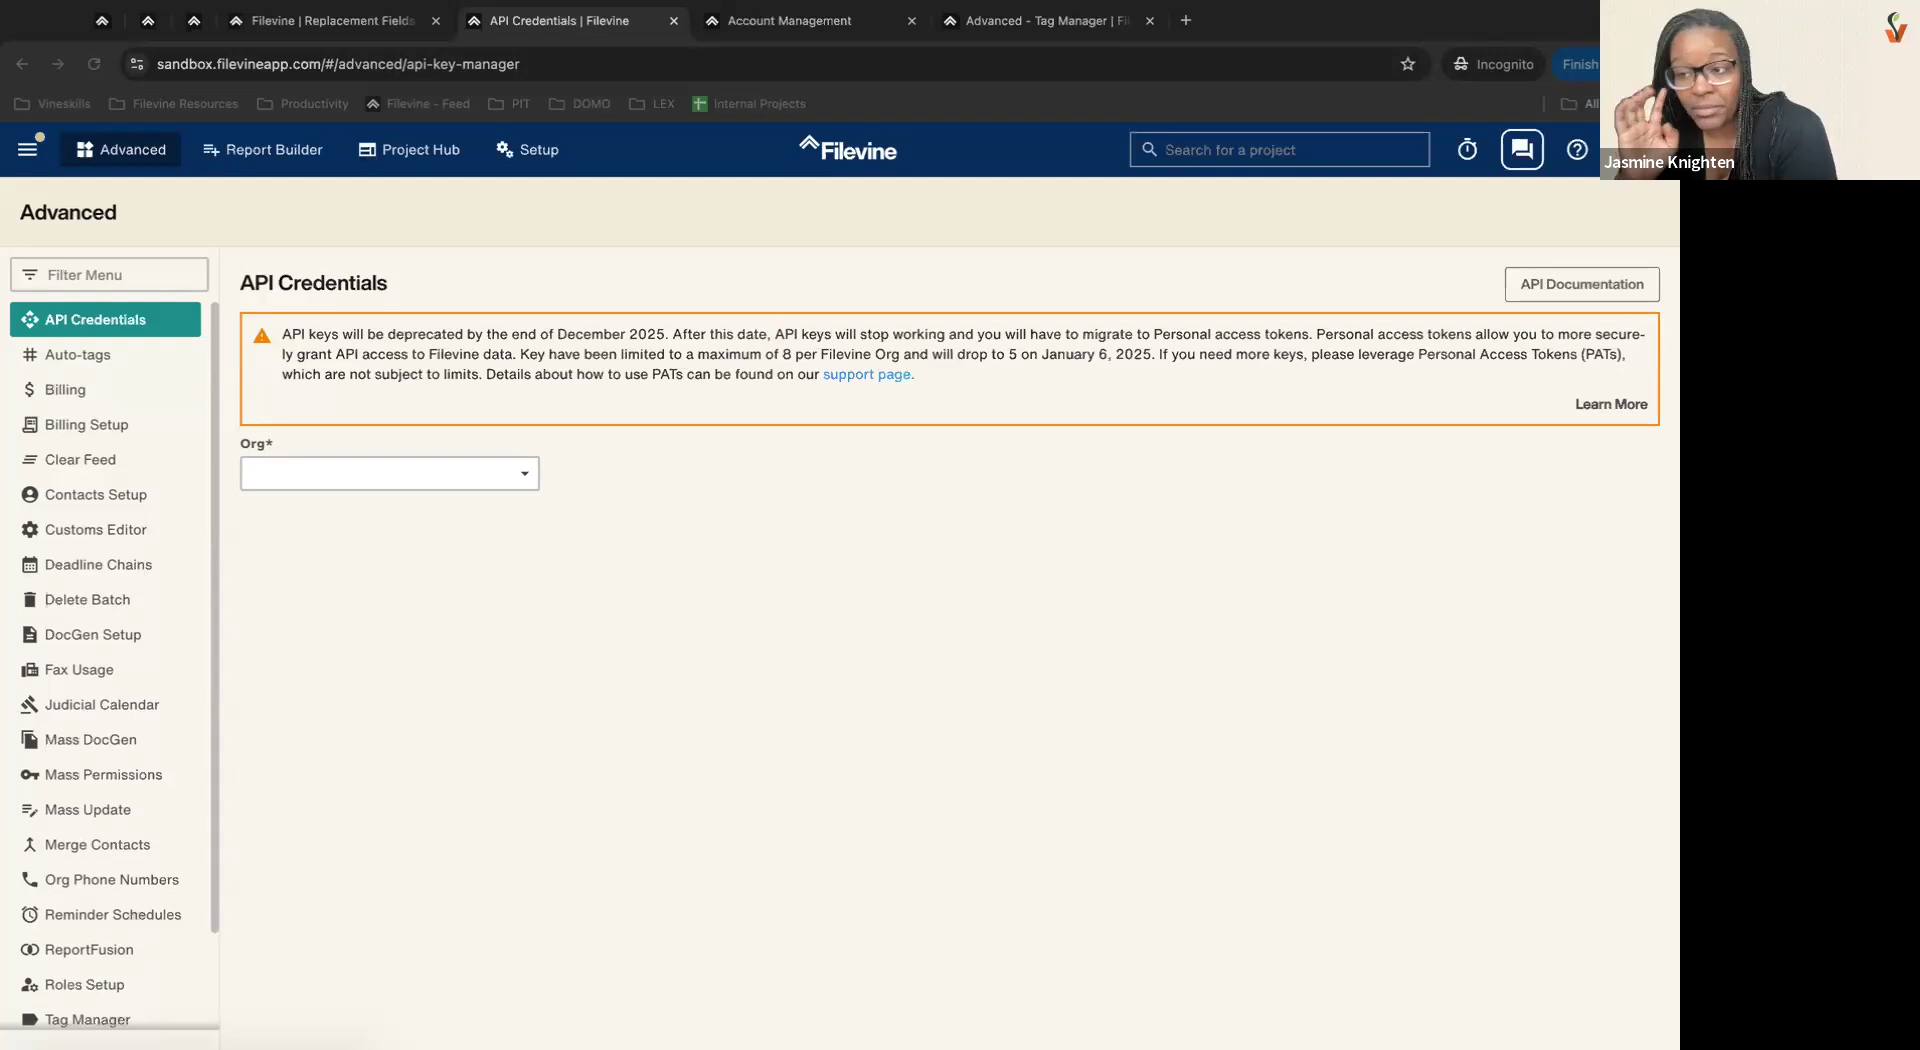 Filevine | Replacement Fields
API Credentials | Filevine
Account Management
Advanced - Tag Manager | Fi
sandbox.filevineapp.com/#/advanced/api-key-manager
Incognito
Finish
Vineskills
Filevine Resources
Productivity
Filevine - Feed
PIT
DOMO
LEX
Internal Projects
All
Advanced
Report Builder
Project Hub
Setup
Filevine
Search for a project
Jasmine Knighten
Advanced
Filter Menu
API Credentials
Auto-tags
Billing
Billing Setup
Clear Feed
Contacts Setup
Customs Editor
Deadline Chains
Delete Batch
DocGen Setup
Fax Usage
Judicial Calendar
Mass DocGen
Mass Permissions
Mass Update
Merge Contacts
Org Phone Numbers
Reminder Schedules
ReportFusion
Roles Setup
Tag Manager
API Credentials
API Documentation
API keys will be deprecated by the end of December 2025. After this date, API keys will stop working and you will have to migrate to Personal access tokens. Personal access tokens allow you to more secure-
ly grant API access to Filevine data. Key have been limited to a maximum of 8 per Filevine Org and will drop to 5 on January 6, 2025. If you need more keys, please leverage Personal Access Tokens (PATs),
which are not subject to limits. Details about how to use PATs can be found on our support page.
Learn More
Org*